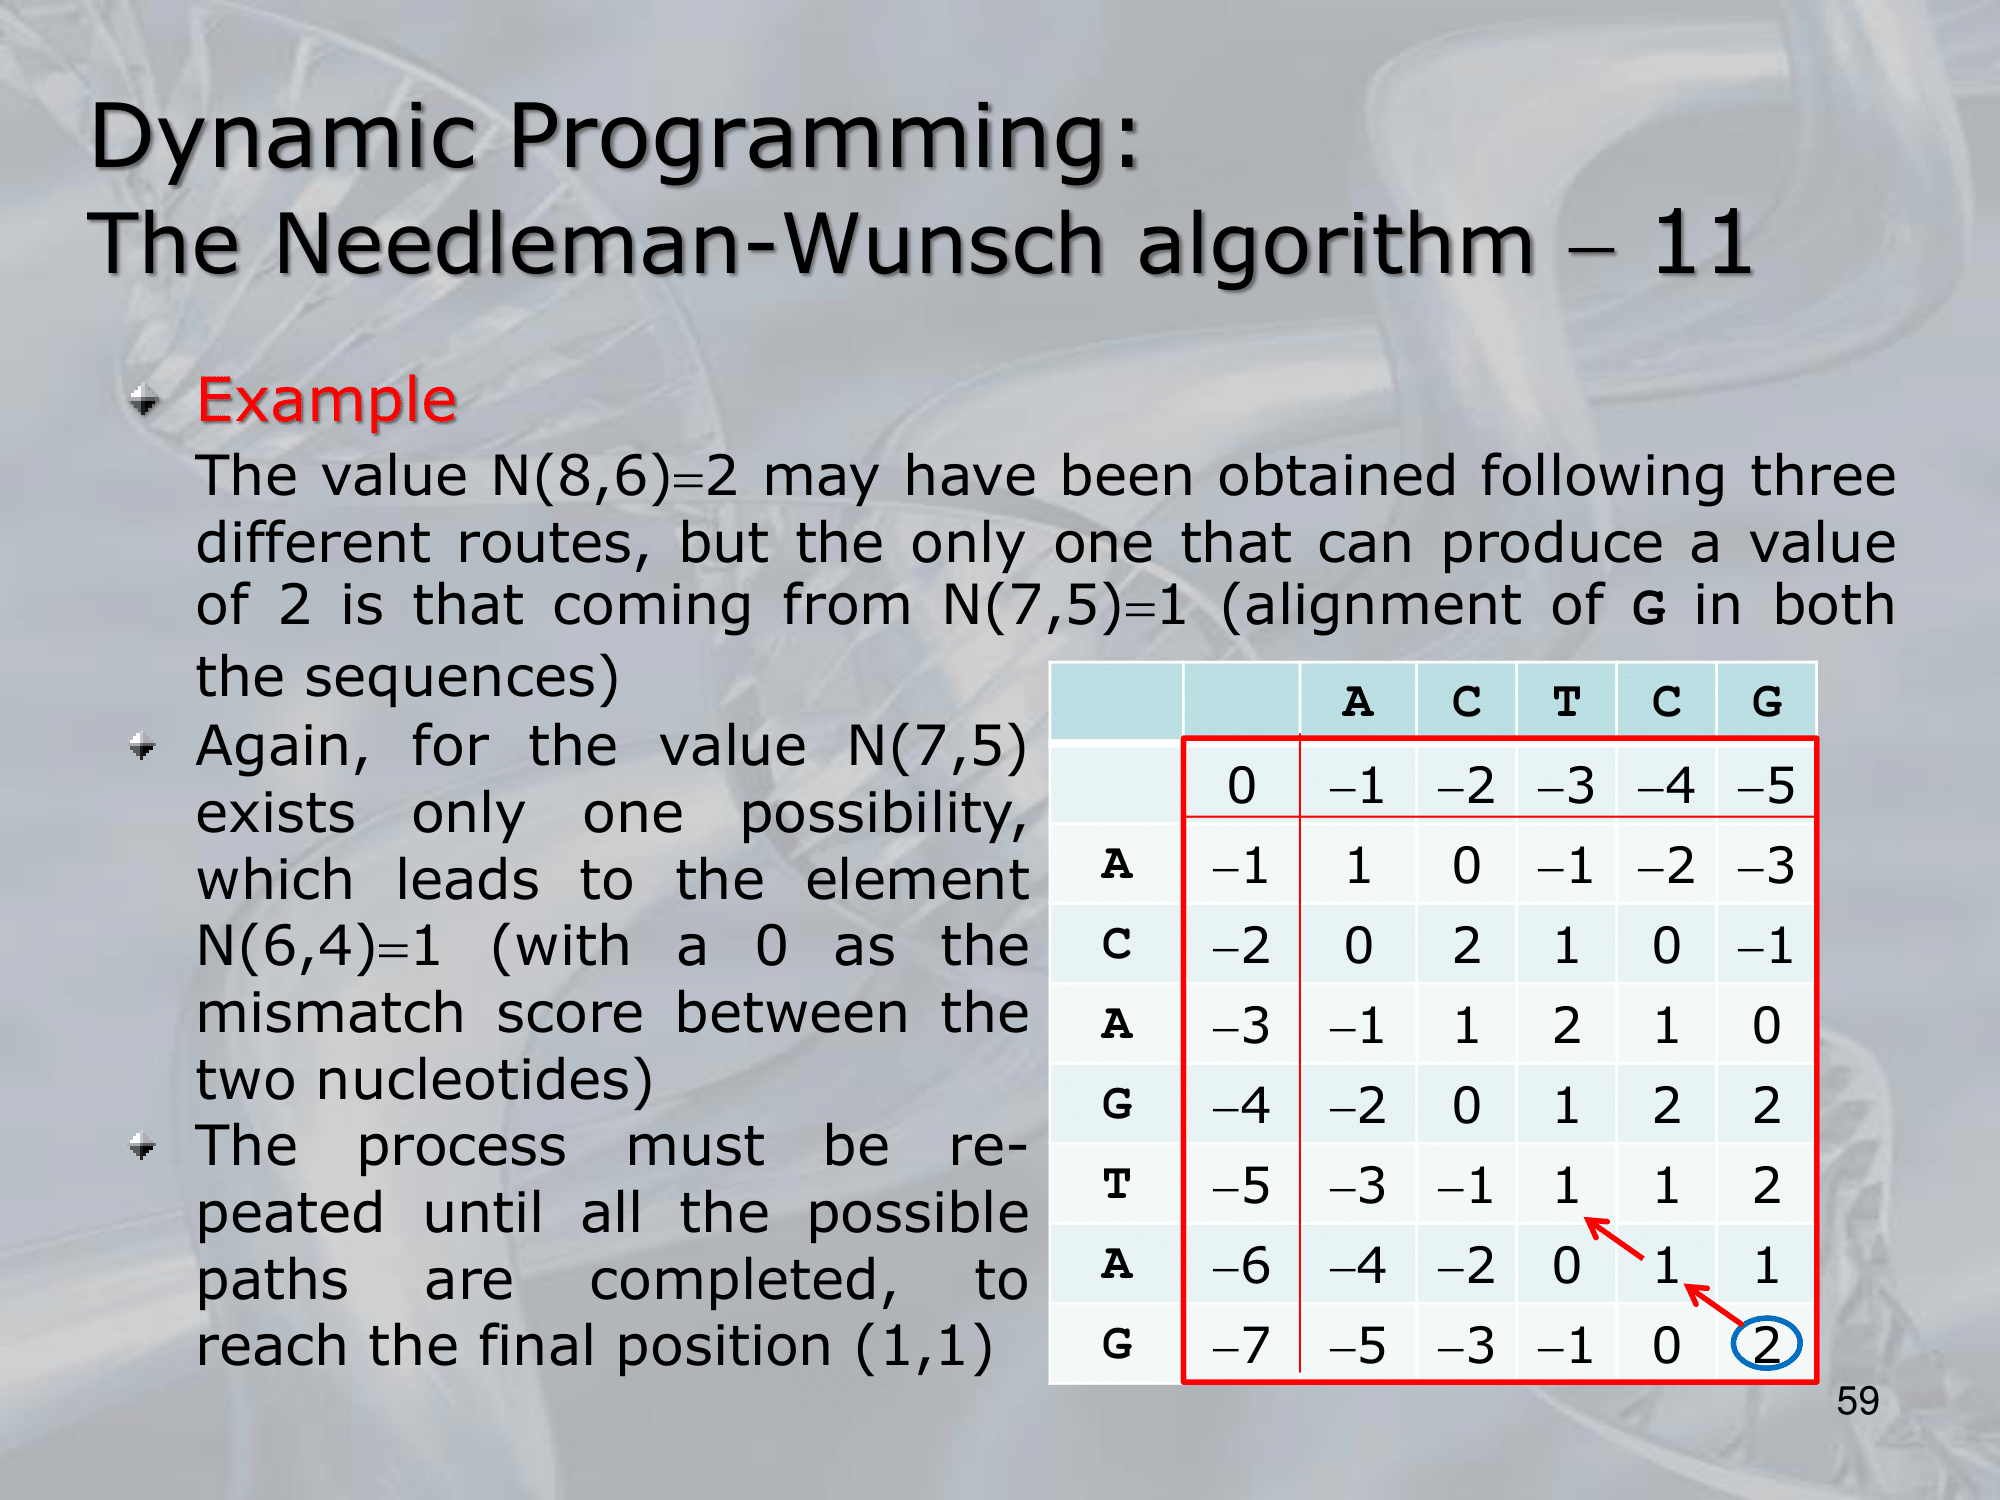 Dynamic Programming:
The Needleman-Wunsch algorithm – 11
Example
The value N(8,6)=2 may have been obtained following three
different routes, but the only one that can produce a value
of 2 is that coming from N(7,5)=1 (alignment of G in both
the sequences)
Again, for the value N(7,5)
exists only one possibility,
which leads to the element
N(6,4)=1 (with a 0 as the
mismatch score between the
two nucleotides)
The process must be re-
peated until all the possible
paths are completed, to
reach the final position (1,1)
A C T C G
0 –1 –2 –3 –4 –5
A –1 1 0 –1 –2 –3
C –2 0 2 1 0 –1
A –3 –1 1 2 1 0
G –4 –2 0 1 2 2
T –5 –3 –1 1 1 2
A –6 –4 –2 0 1 1
G –7 –5 –3 –1 0 2
59